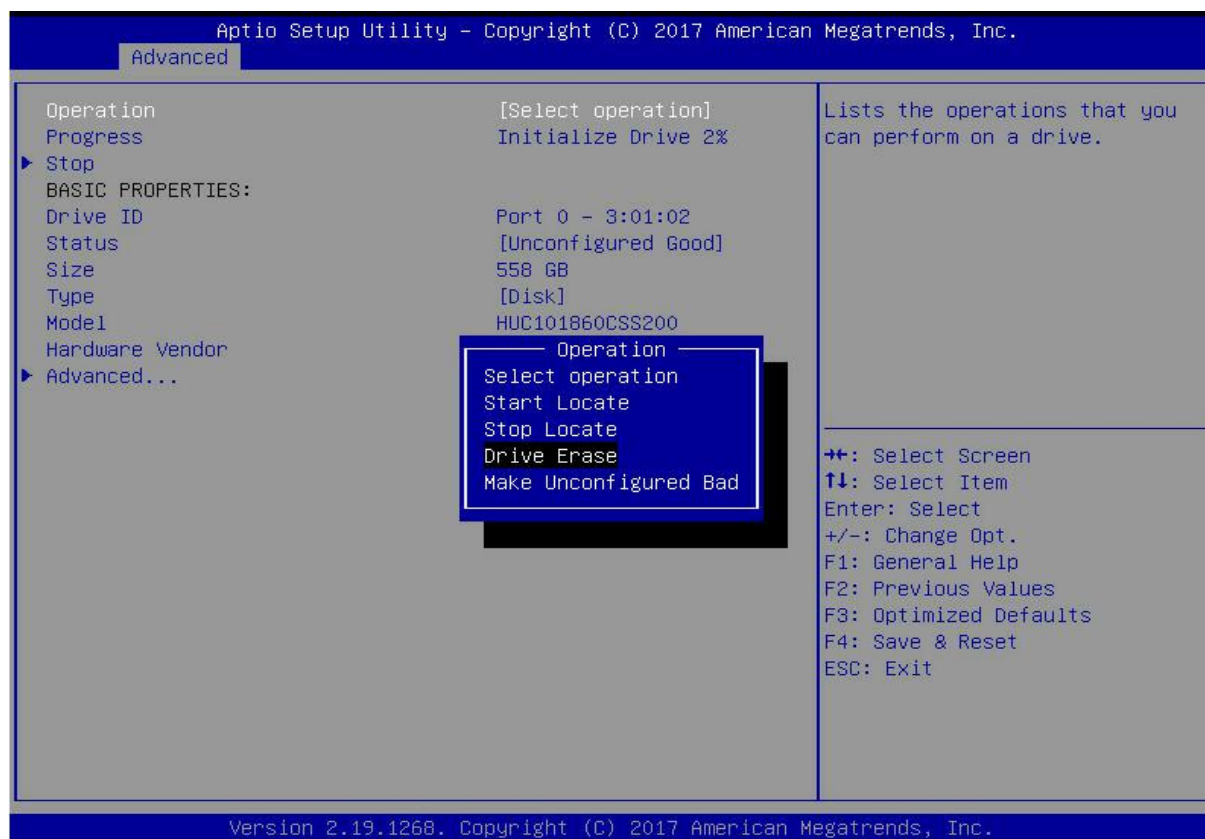 Aptio Setup Utility – Copyright (C) 2017 American Megatrends, Inc.
Advanced
Operation [Select operation]
Progress Initialize Drive 2%
▶ Stop
BASIC PROPERTIES:
Drive ID Port 0 – 3:01:02
Status [Unconfigured Good]
Size 558 GB
Type [Disk]
Model HUC101860CSS200
Hardware Vendor
▶ Advanced...
Operation
Select operation
Start Locate
Stop Locate
Drive Erase
Make Unconfigured Bad
Lists the operations that you
can perform on a drive.
→←: Select Screen
↑↓: Select Item
Enter: Select
+/–: Change Opt.
F1: General Help
F2: Previous Values
F3: Optimized Defaults
F4: Save & Reset
ESC: Exit
Version 2.19.1268. Copyright (C) 2017 American Megatrends, Inc.